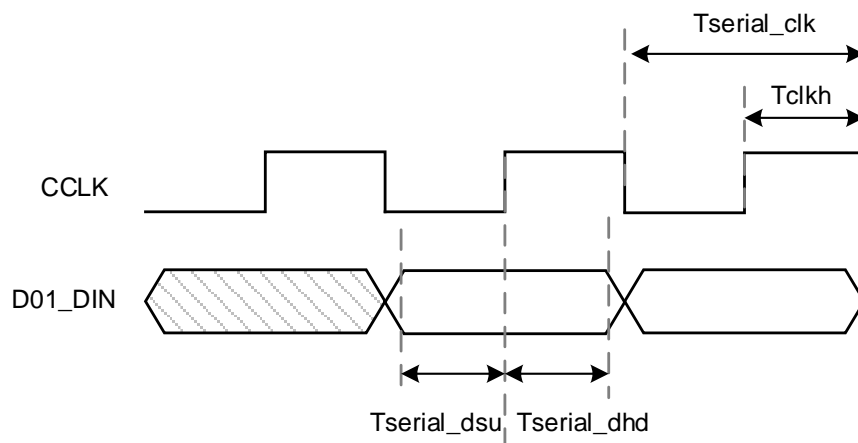 Tserial_clk
Tclkh
CCLK
D01_DIN
Tserial_dsu Tserial_dhd